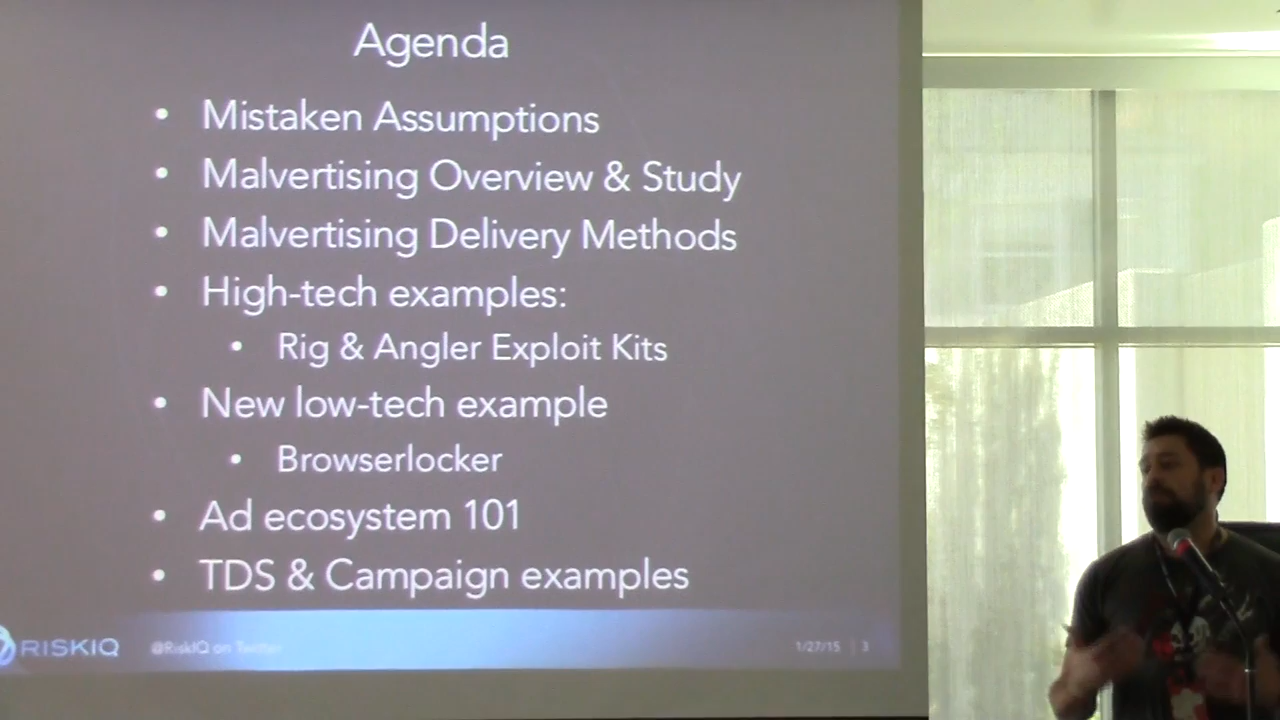 Agenda
• Mistaken Assumptions
• Malvertising Overview & Study
• Malvertising Delivery Methods
• High-tech examples:
• Rig & Angler Exploit Kits
• New low-tech example
• Browserlocker
• Ad ecosystem 101
• TDS & Campaign examples
RISKIQ @RiskIQ on Twitter 1/27/15 | 3